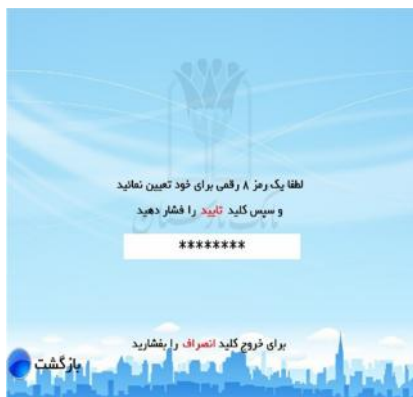 لطفا یک رمز ۸ رقمی برای خود تعیین نمائید
و سپس کلید تایید را فشار دهید
********
برای خروج کلید انصراف را بفشارید
بازگشت